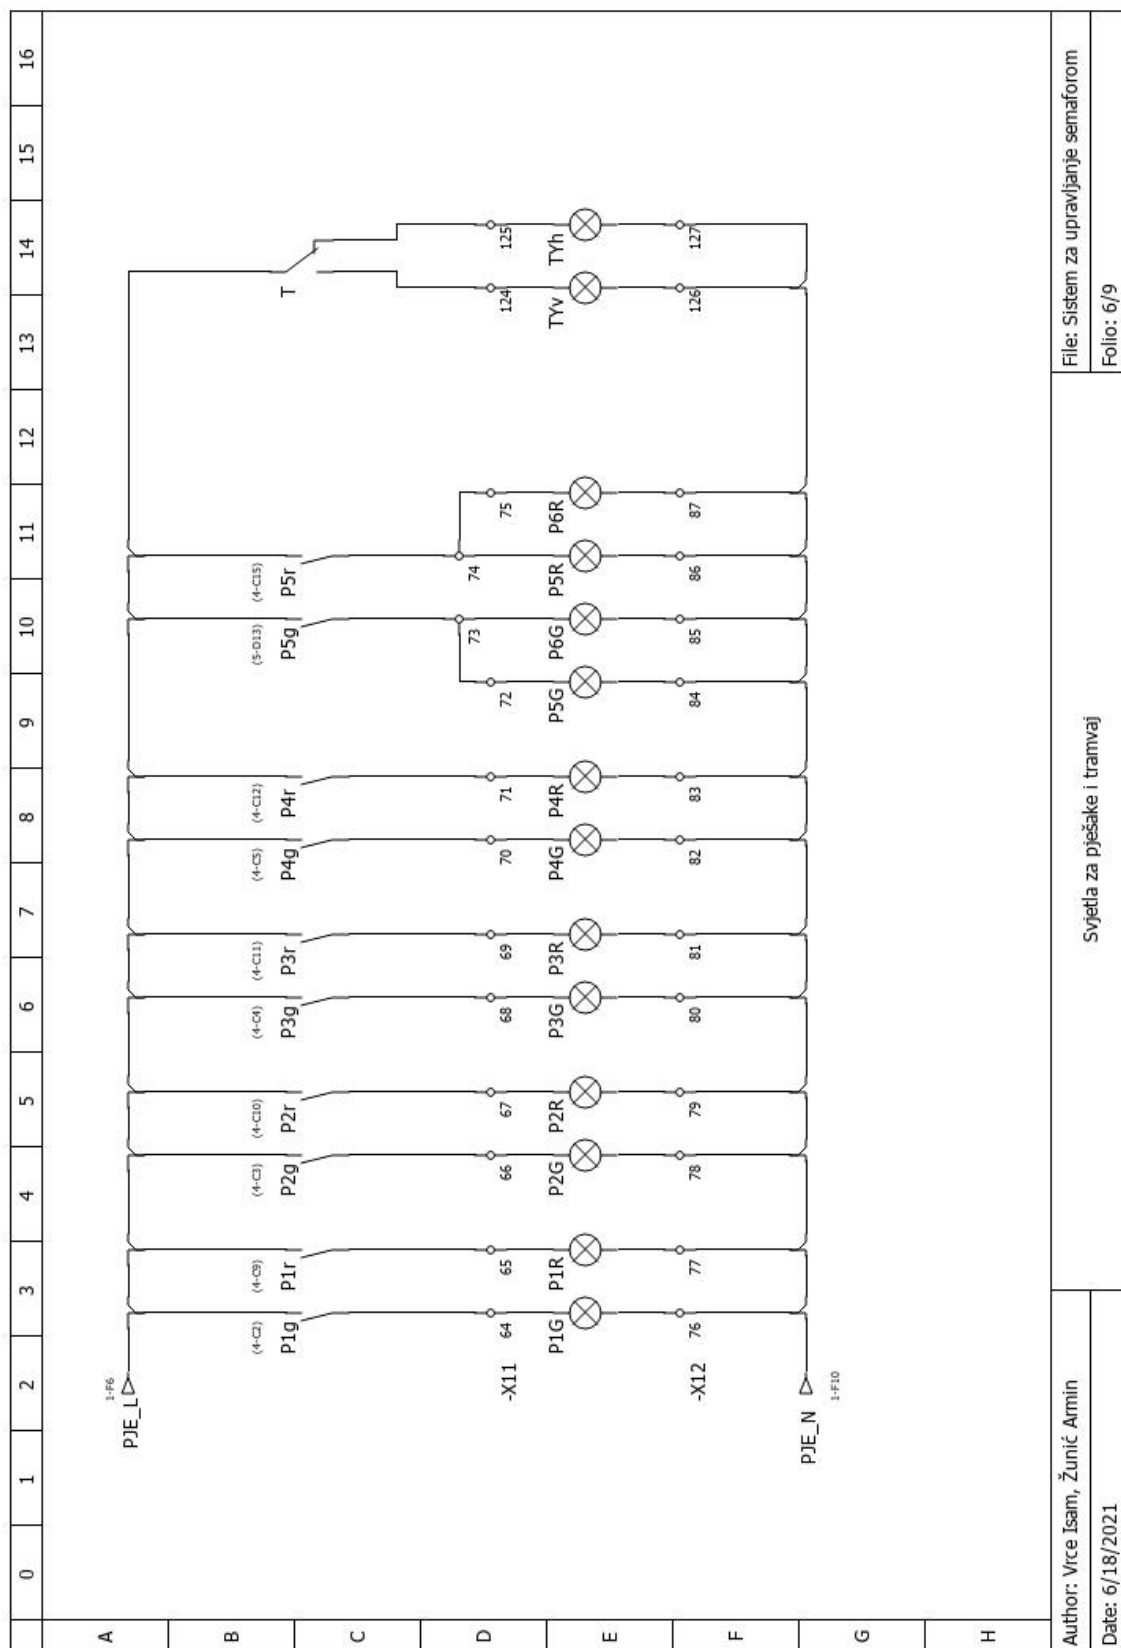 0 1 2 3 4 5 6 7 8 9 10 11 12 13 14 15 16
A
B
C
D
E
F
G
H
1-F6
PJE_L
(4-C2) (4-C9) (4-C3) (4-C10) (4-C4) (4-C11) (4-C5) (4-C12) (5-D13) (4-C15)
P1g P1r P2g P2r P3g P3r P4g P4r P5g P5r T
74
73
64 65 66 67 68 69 70 71 72 75 124 125
-X11
P1G P1R P2G P2R P3G P3R P4G P4R P5G P6G P5R P6R TYv TYh
76 77 78 79 80 81 82 83 84 85 86 87 126 127
-X12
PJE_N
1-F10
Author: Vrce Isam, Žunić Armin
Date: 6/18/2021
Svjetla za pješake i tramvaj
File: Sistem za upravljanje semaforom
Folio: 6/9